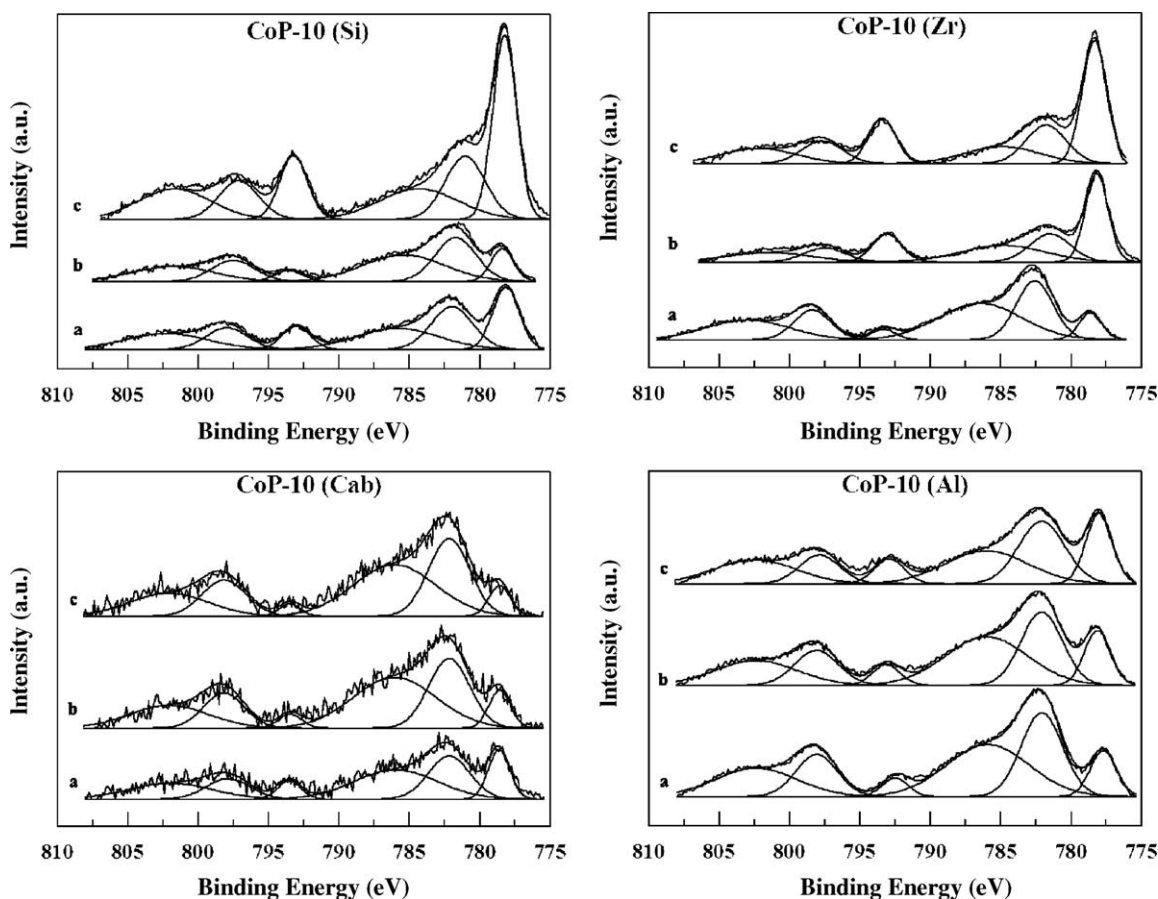 CoP-10 (Si)
Intensity (a.u.)
c
b
a
810 805 800 795 790 785 780 775
Binding Energy (eV)
CoP-10 (Zr)
Intensity (a.u.)
c
b
a
810 805 800 795 790 785 780 775
Binding Energy (eV)
CoP-10 (Cab)
Intensity (a.u.)
c
b
a
810 805 800 795 790 785 780 775
Binding Energy (eV)
CoP-10 (Al)
Intensity (a.u.)
c
b
a
810 805 800 795 790 785 780 775
Binding Energy (eV)